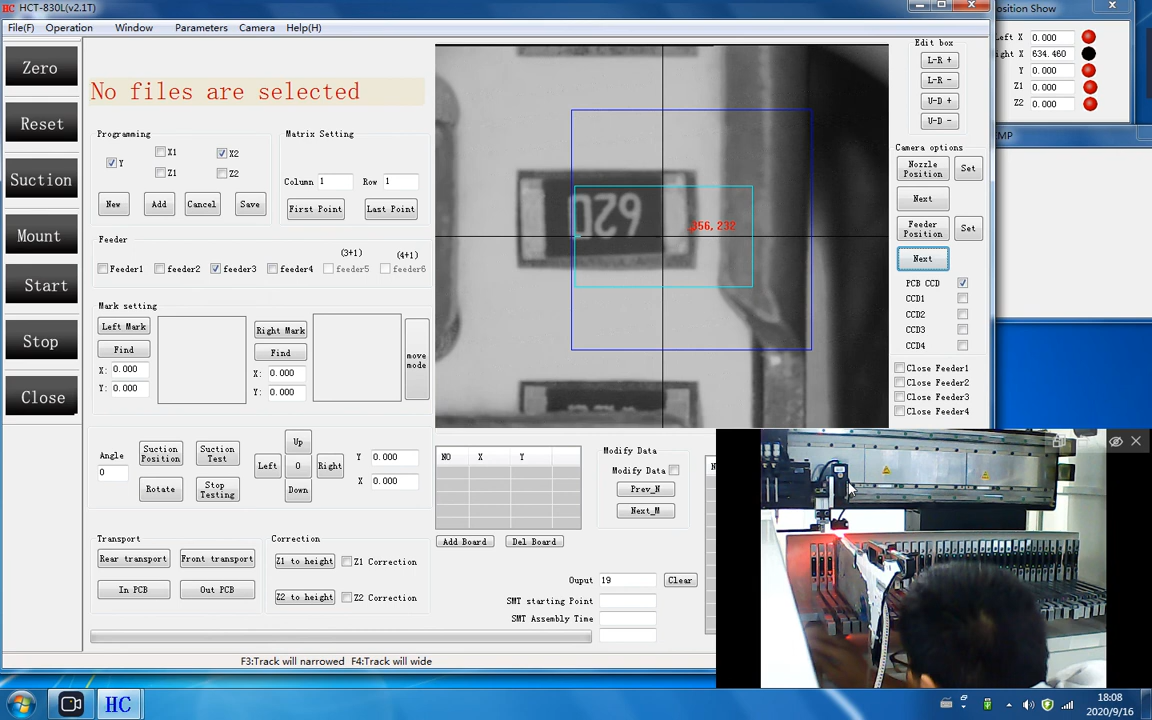 HC HCT-830L(v2.1T)
osition Show
File(F) Operation Window Parameters Camera Help(H)
Zero
Reset
Suction
Mount
Start
Stop
Close
No files are selected
Programming
Y
X1
X2
Z1
Z2
New
Add
Cancel
Save
Matrix Setting
Column 1
Row 1
First Point
Last Point
Feeder
(3+1)
(4+1)
Feeder1
feeder2
feeder3
feeder4
feeder5
feeder6
Mark setting
Left Mark
Find
X: 0.000
Y: 0.000
Right Mark
Find
X: 0.000
Y: 0.000
move mode
Angle
0
Suction Position
Suction Test
Rotate
Stop Testing
Up
Left
0
Right
Down
Y 0.000
X 0.000
Transport
Rear transport
Front transport
In PCB
Out PCB
Correction
Z1 to height
Z1 Correction
Z2 to height
Z2 Correction
F3:Track will narrowed F4:Track will wide
620
356, 232
NO X Y
Add Board
Del Board
Modify Data
Modify Data
Prev_N
Next_M
Ouput 19
Clear
SMT starting Point
SMT Assembly Time
Edit box
L-R +
L-R -
U-D +
U-D -
Camera options
Nozzle Position
Set
Next
Feeder Position
Set
Next
PCB CCD
CCD1
CCD2
CCD3
CCD4
Close Feeder1
Close Feeder2
Close Feeder3
Close Feeder4
Left X 0.000
ight X 634.460
Y 0.000
Z1 0.000
Z2 0.000
MP
HC
18:08
2020/9/16